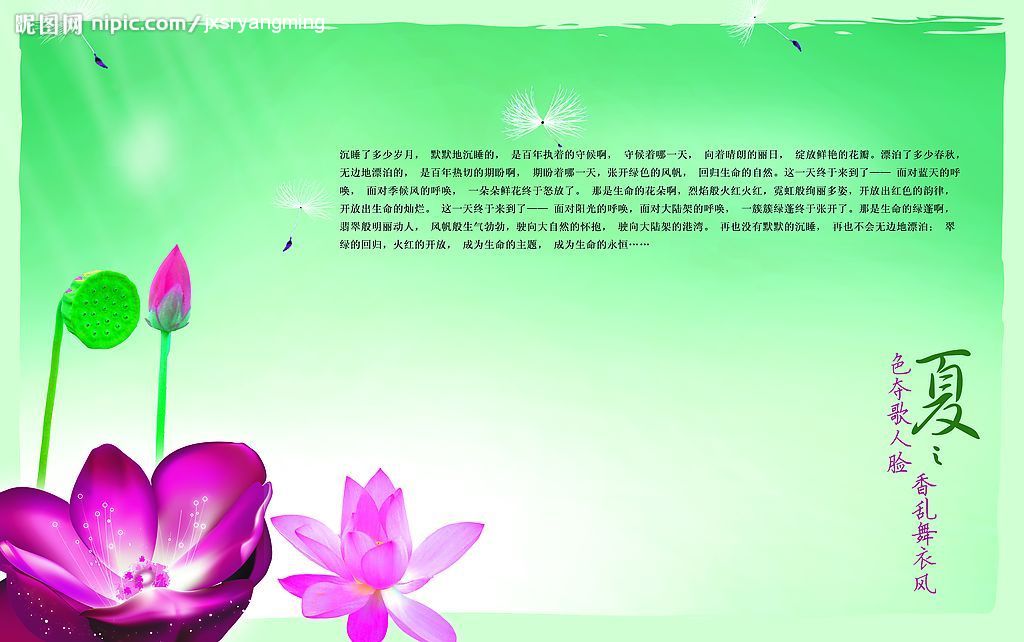 昵图网 nipic.com/jxsryangming
沉睡了多少岁月， 默默地沉睡的， 是百年执着的守候啊， 守候着哪一天， 向着晴朗的丽日， 绽放鲜艳的花瓣。漂泊了多少春秋，
无边地漂泊的， 是百年热切的期盼啊， 期盼着哪一天，张开绿色的风帆， 回归生命的自然。这一天终于来到了—— 面对蓝天的呼
唤， 面对季候风的呼唤， 一朵朵鲜花终于怒放了。 那是生命的花朵啊，烈焰般火红火红，霓虹般绚丽多姿，开放出红色的韵律，
开放出生命的灿烂。 这一天终于来到了—— 面对阳光的呼唤，面对大陆架的呼唤， 一簇簇绿蓬终于张开了。那是生命的绿蓬啊，
翡翠般明丽动人， 风帆般生气勃勃，驶向大自然的怀抱， 驶向大陆架的港湾。 再也没有默默的沉睡， 再也不会无边地漂泊； 翠
绿的回归，火红的开放， 成为生命的主题， 成为生命的永恒……
夏之
色夺歌人脸
香乱舞衣风